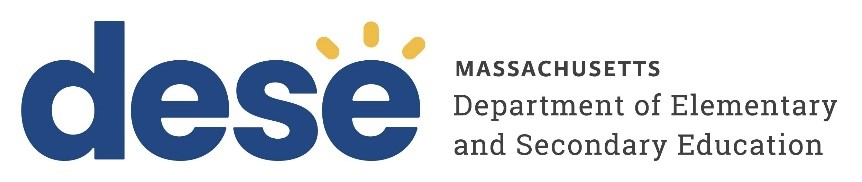 dese
MASSACHUSETTS
Department of Elementary
and Secondary Education